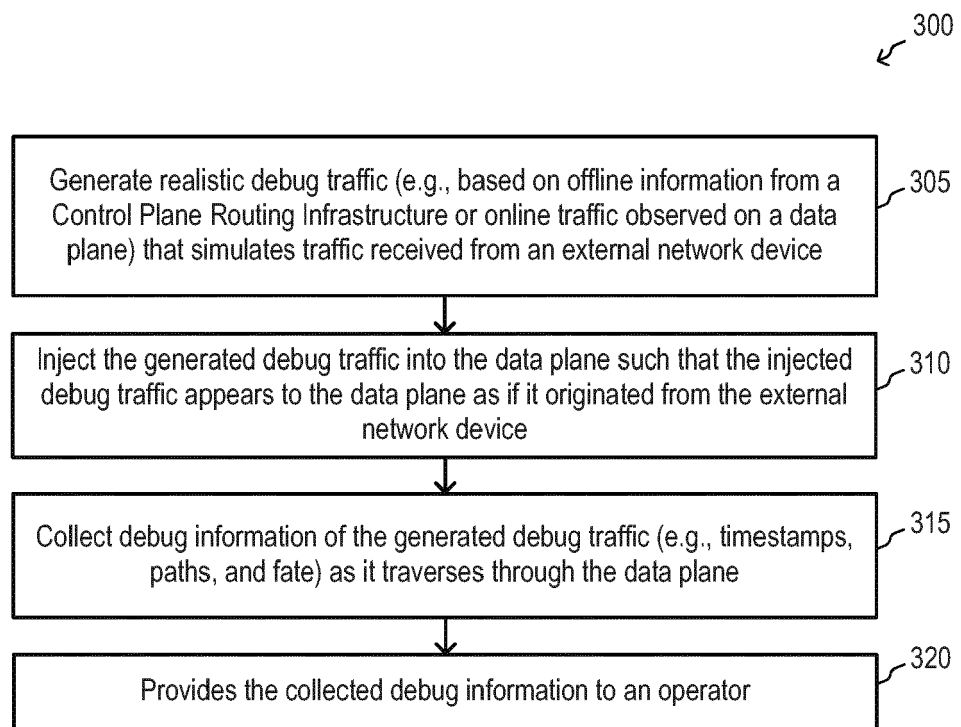 300
Generate realistic debug traffic (e.g., based on offline information from a
Control Plane Routing Infrastructure or online traffic observed on a data
plane) that simulates traffic received from an external network device
305
Inject the generated debug traffic into the data plane such that the injected
debug traffic appears to the data plane as if it originated from the external
network device
310
Collect debug information of the generated debug traffic (e.g., timestamps,
paths, and fate) as it traverses through the data plane
315
Provides the collected debug information to an operator
320